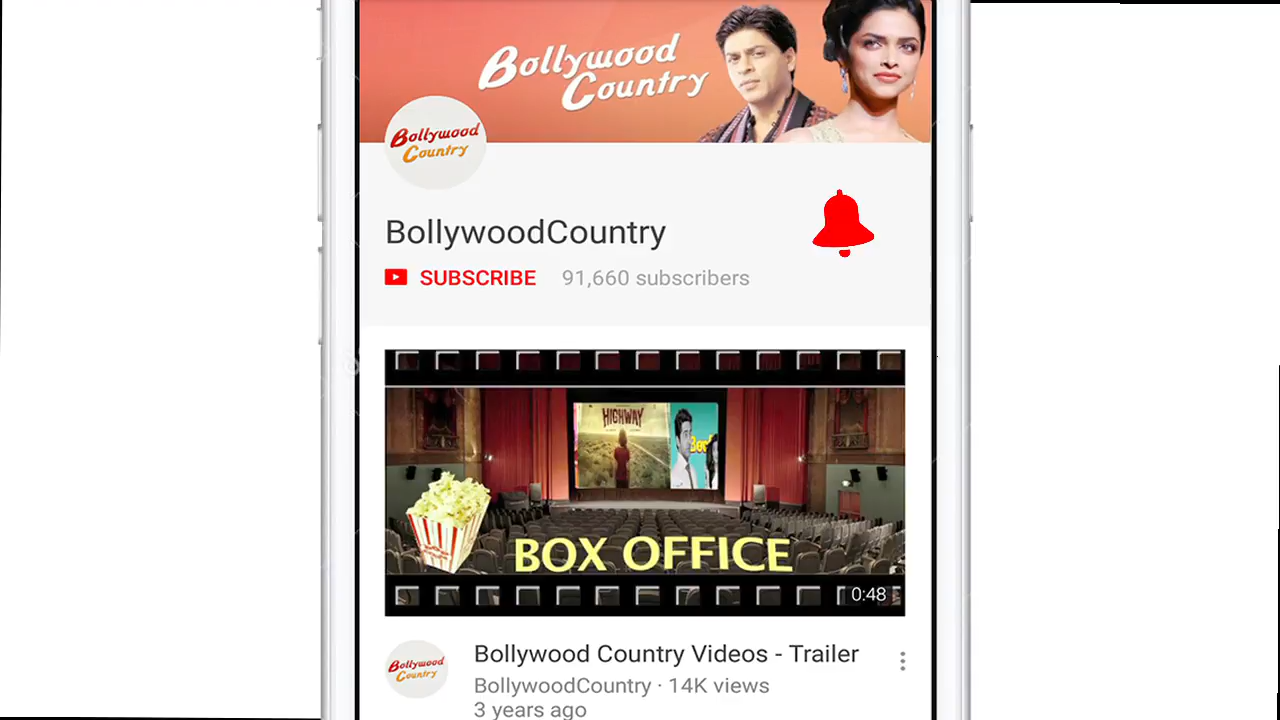 Bollywood
Country
Bollywood
Country
BollywoodCountry
SUBSCRIBE 91,660 subscribers
HIGHWAY
BOX OFFICE
0:48
Bollywood Country Videos - Trailer
Bollywood
Country
BollywoodCountry · 14K views
3 years ago